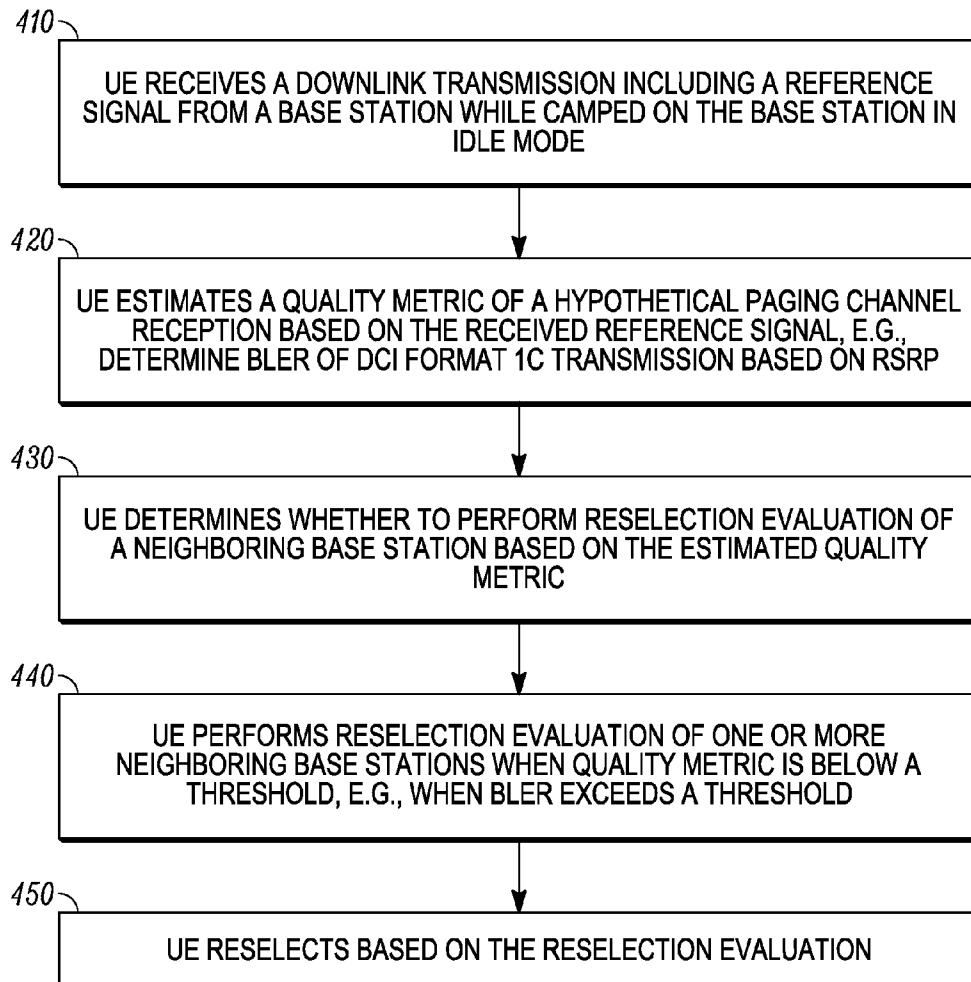 410
UE RECEIVES A DOWNLINK TRANSMISSION INCLUDING A REFERENCE
SIGNAL FROM A BASE STATION WHILE CAMPED ON THE BASE STATION IN
IDLE MODE
420
UE ESTIMATES A QUALITY METRIC OF A HYPOTHETICAL PAGING CHANNEL
RECEPTION BASED ON THE RECEIVED REFERENCE SIGNAL, E.G.,
DETERMINE BLER OF DCI FORMAT 1C TRANSMISSION BASED ON RSRP
430
UE DETERMINES WHETHER TO PERFORM RESELECTION EVALUATION OF
A NEIGHBORING BASE STATION BASED ON THE ESTIMATED QUALITY
METRIC
440
UE PERFORMS RESELECTION EVALUATION OF ONE OR MORE
NEIGHBORING BASE STATIONS WHEN QUALITY METRIC IS BELOW A
THRESHOLD, E.G., WHEN BLER EXCEEDS A THRESHOLD
450
UE RESELECTS BASED ON THE RESELECTION EVALUATION